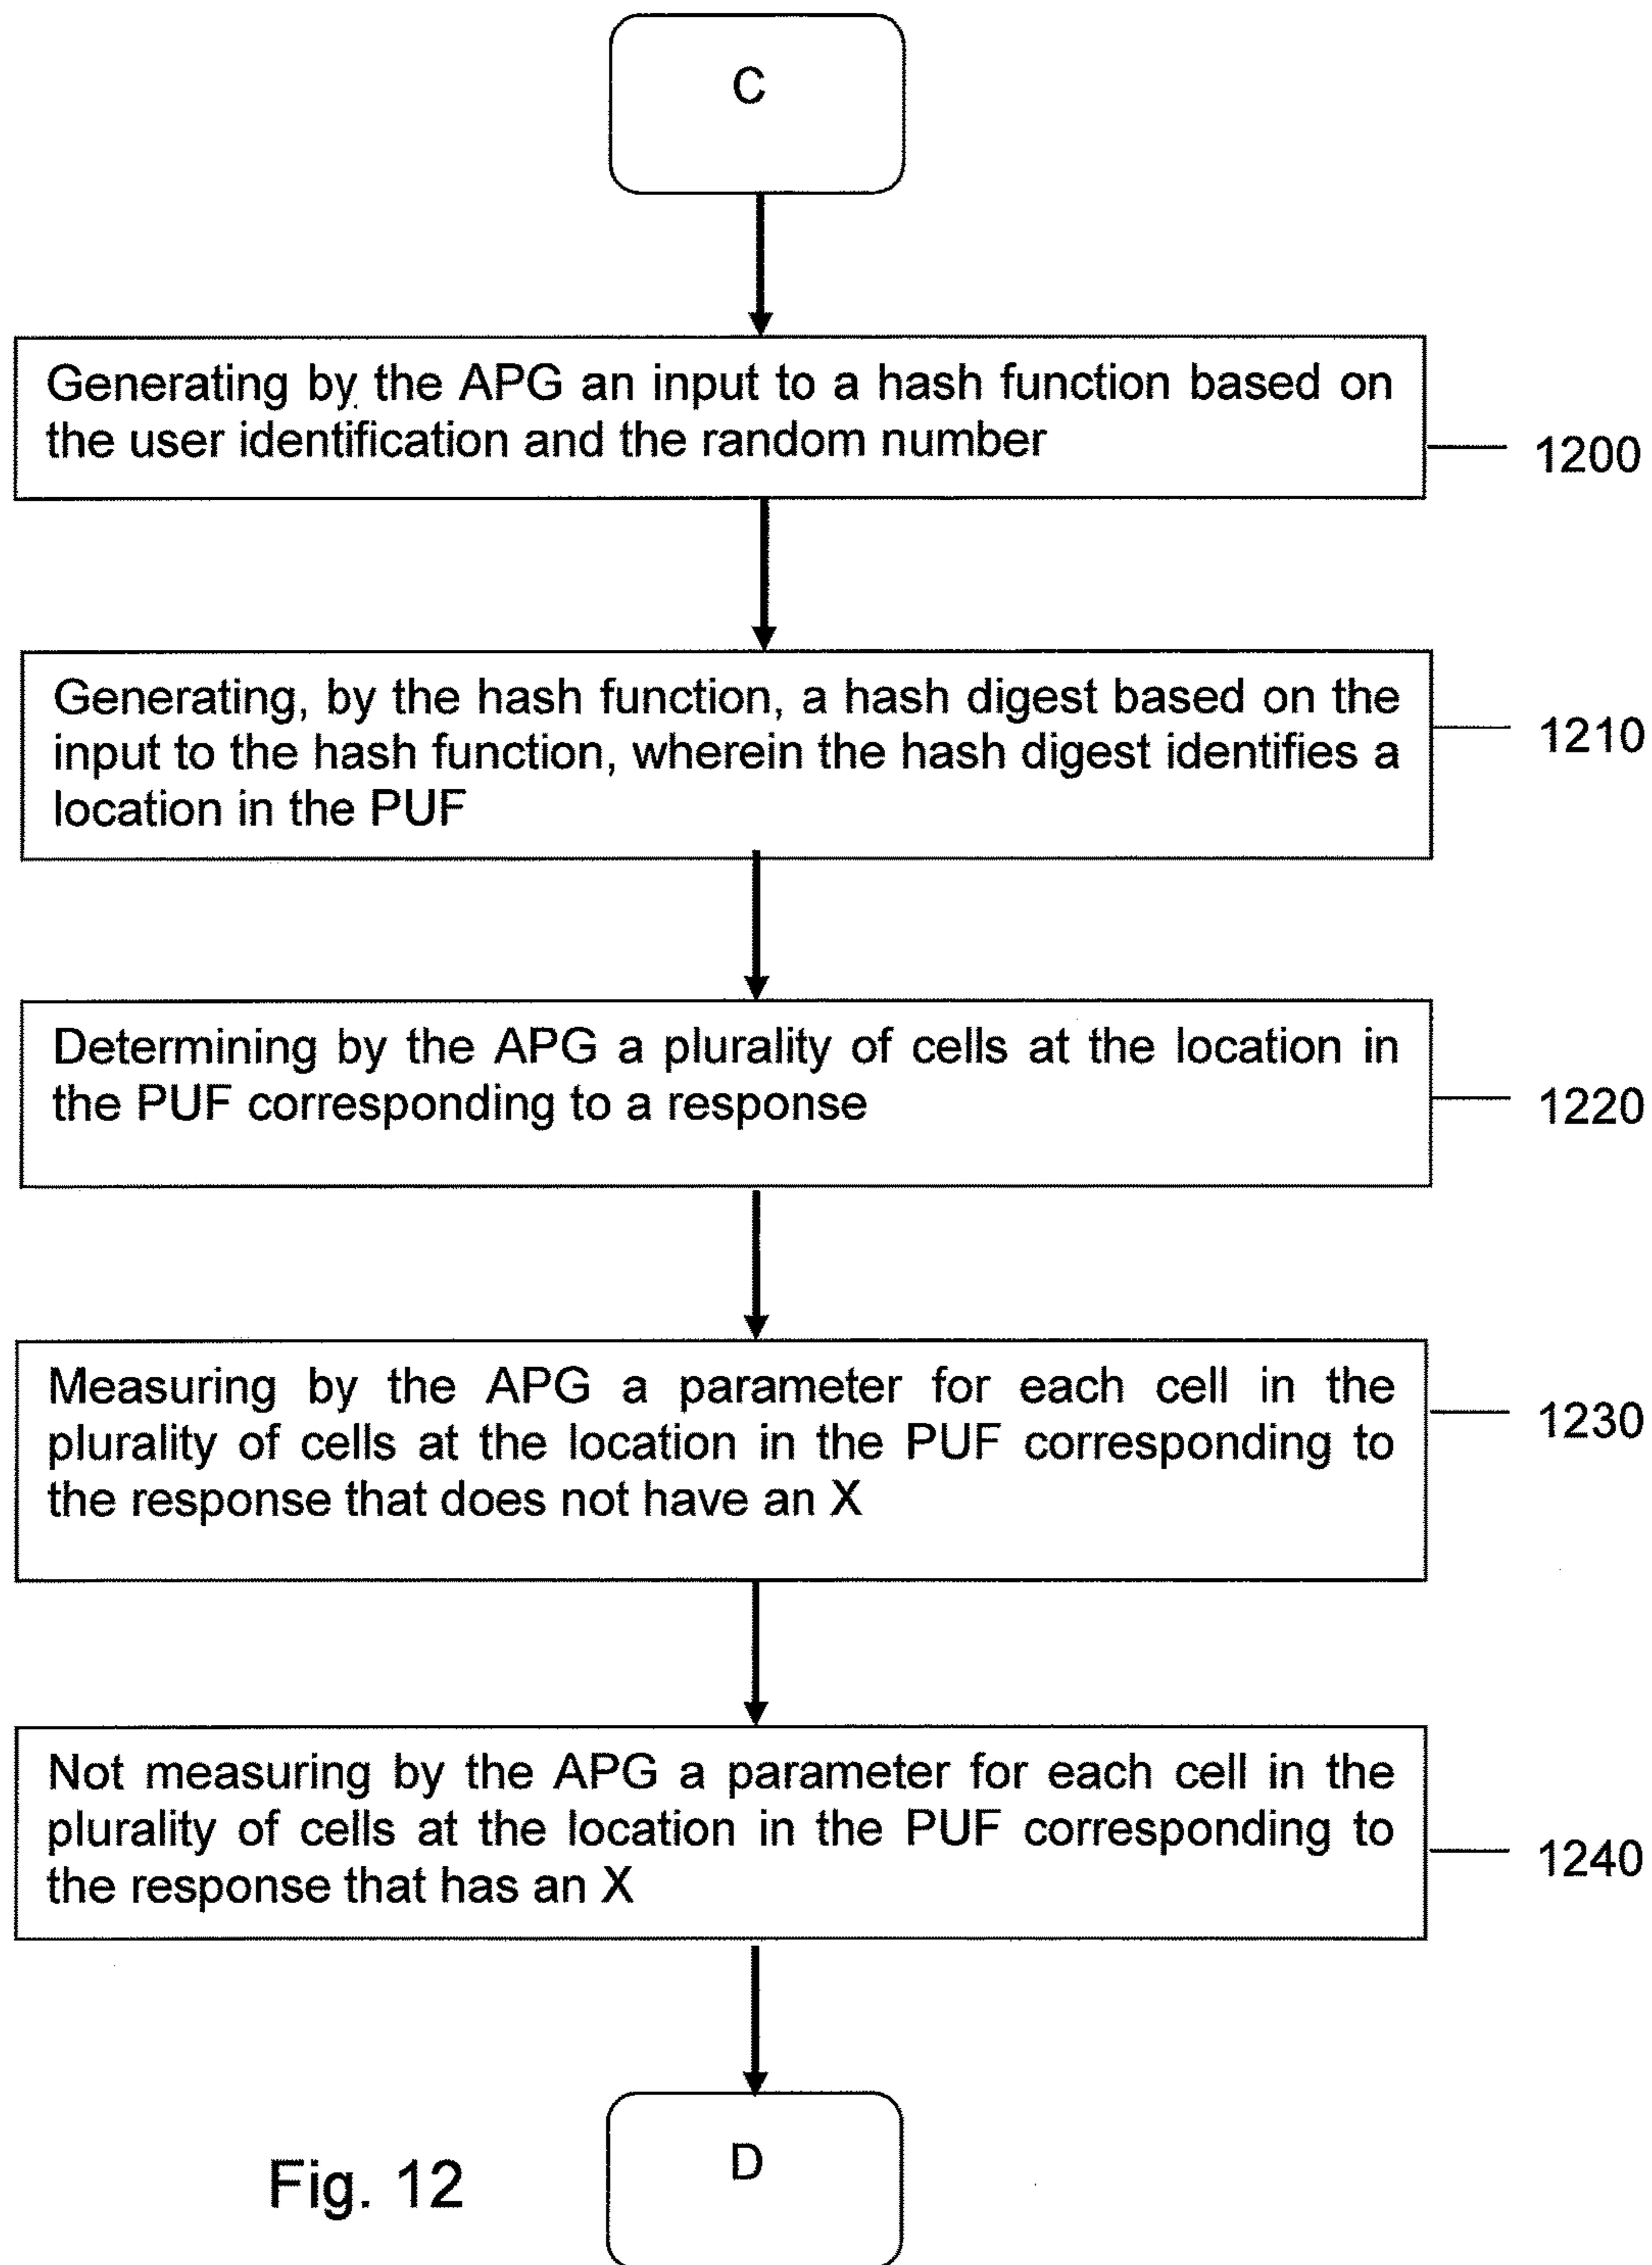 C
Generating by the APG an input to a hash function based on
the user identification and the random number
1200
Generating, by the hash function, a hash digest based on the
input to the hash function, wherein the hash digest identifies a
location in the PUF
1210
Determining by the APG a plurality of cells at the location in
the PUF corresponding to a response
1220
Measuring by the APG a parameter for each cell in the
plurality of cells at the location in the PUF corresponding to
the response that does not have an X
1230
Not measuring by the APG a parameter for each cell in the
plurality of cells at the location in the PUF corresponding to
the response that has an X
1240
D
Fig. 12